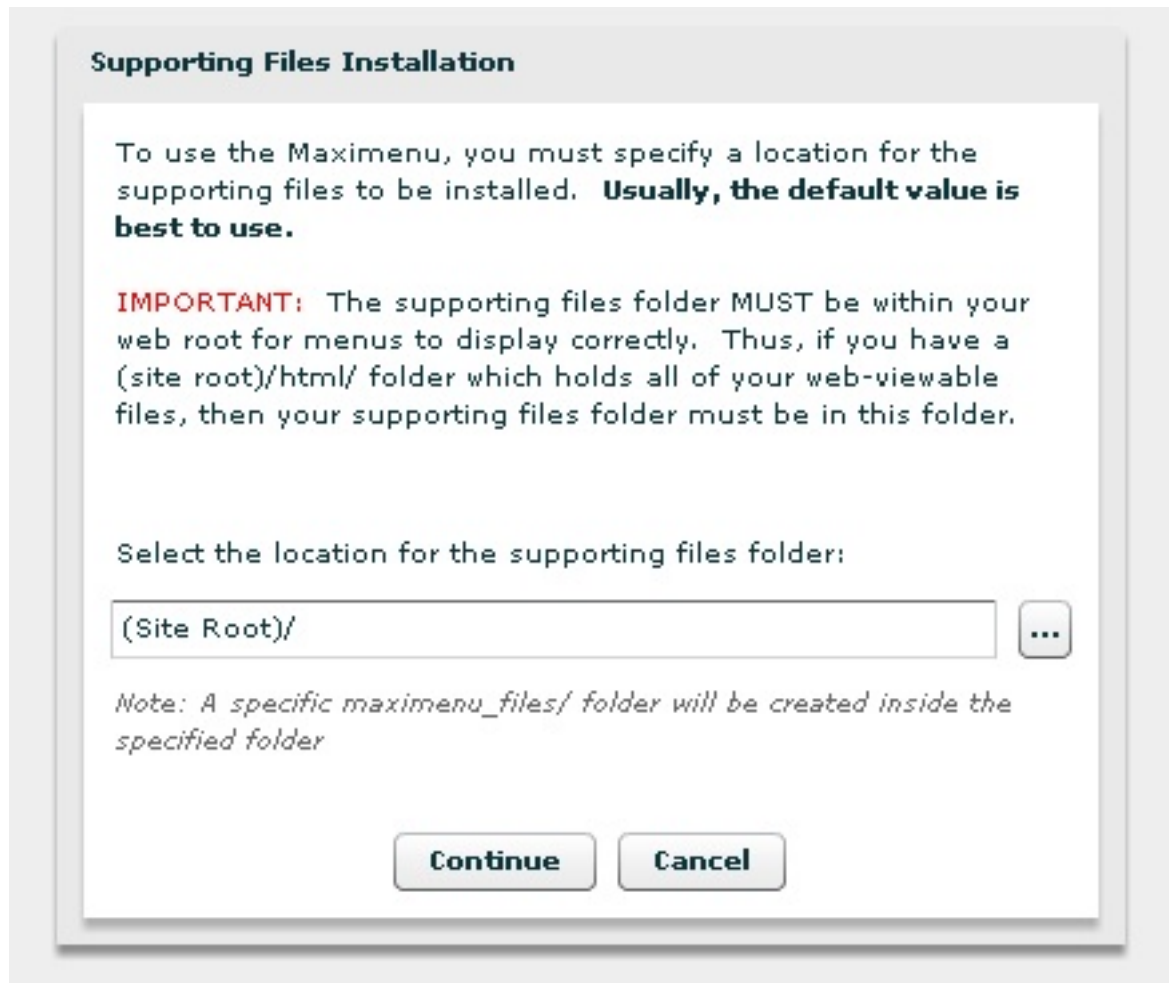 Supporting Files Installation
To use the Maximenu, you must specify a location for the
supporting files to be installed.  Usually, the default value is
best to use.
IMPORTANT:  The supporting files folder MUST be within your
web root for menus to display correctly.  Thus, if you have a
(site root)/html/ folder which holds all of your web-viewable
files, then your supporting files folder must be in this folder.
Select the location for the supporting files folder:
(Site Root)/
...
Note: A specific maximenu_files/ folder will be created inside the
specified folder
Continue
Cancel